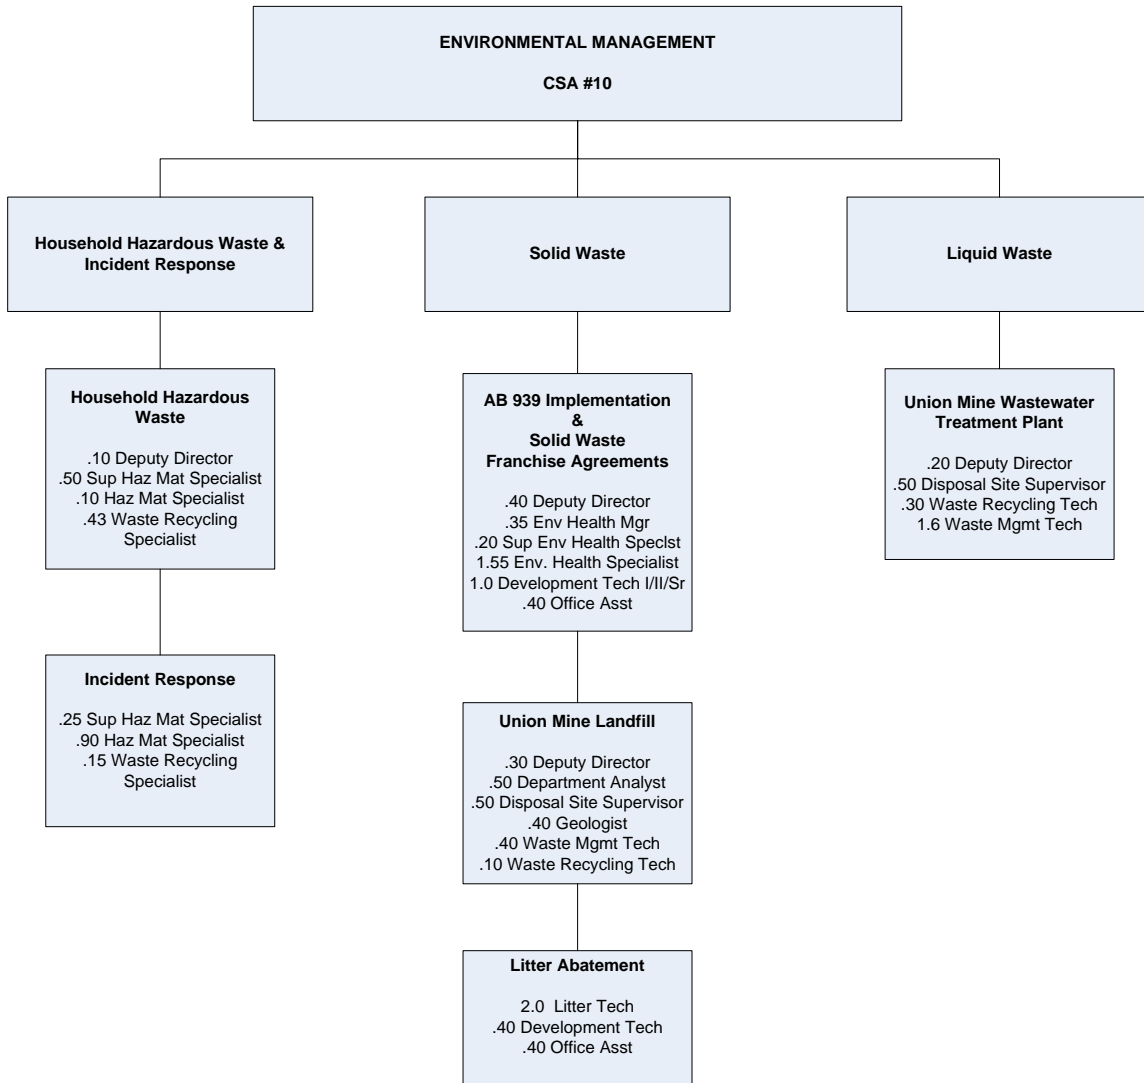 ENVIRONMENTAL MANAGEMENT
CSA #10
Household Hazardous Waste &
Incident Response
Solid Waste
Liquid Waste
Household Hazardous
Waste
.10 Deputy Director
.50 Sup Haz Mat Specialist
.10 Haz Mat Specialist
.43 Waste Recycling
Specialist
Incident Response
.25 Sup Haz Mat Specialist
.90 Haz Mat Specialist
.15 Waste Recycling
Specialist
AB 939 Implementation
&
Solid Waste
Franchise Agreements
.40 Deputy Director
.35 Env Health Mgr
.20 Sup Env Health Speclst
1.55 Env. Health Specialist
1.0 Development Tech I/II/Sr
.40 Office Asst
Union Mine Landfill
.30 Deputy Director
.50 Department Analyst
.50 Disposal Site Supervisor
.40 Geologist
.40 Waste Mgmt Tech
.10 Waste Recycling Tech
Litter Abatement
2.0 Litter Tech
.40 Development Tech
.40 Office Asst
Union Mine Wastewater
Treatment Plant
.20 Deputy Director
.50 Disposal Site Supervisor
.30 Waste Recycling Tech
1.6 Waste Mgmt Tech